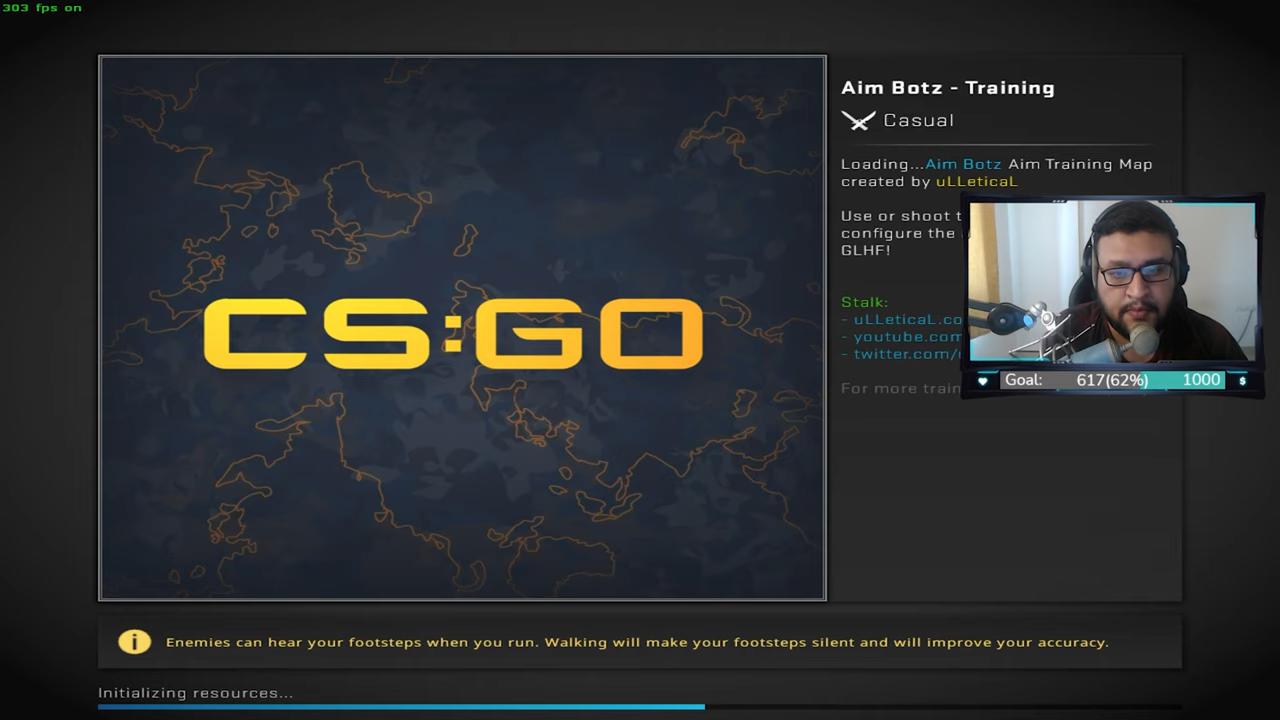 303 fps on
CS:GO
Aim Botz - Training
Casual
Loading...Aim Botz Aim Training Map
created by uLLeticaL
Use or shoot
configure the
GLHF!
Stalk:
- uLLeticaL.co
- youtube.com
- twitter.com/
For more
Goal: 617(62%) 1000
Enemies can hear your footsteps when you run. Walking will make your footsteps silent and will improve your accuracy.
Initializing resources...